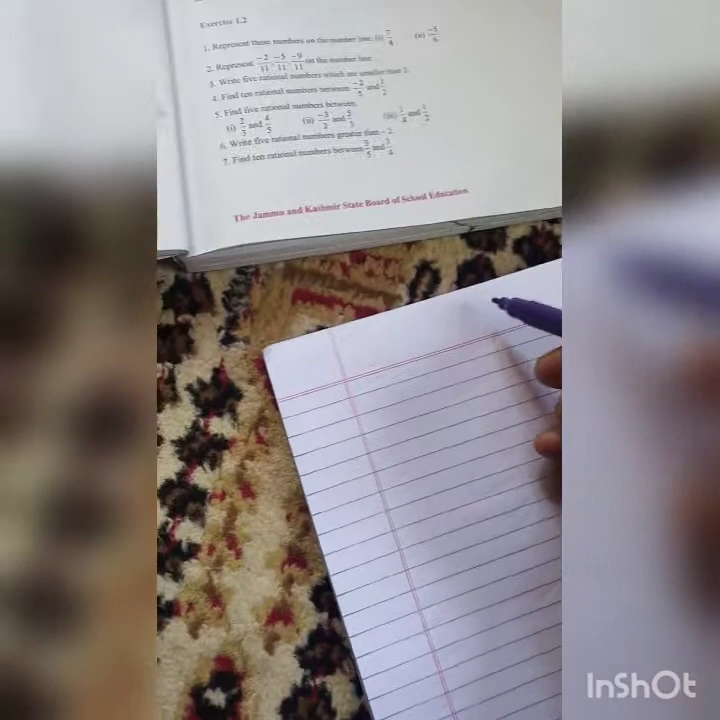 Exercise 1.2
1. Represent these numbers on the number line. (i) 7/4 (ii) -5/6
2. Represent -2/11, -5/11, -9/11 on the number line
3. Write five rational numbers which are smaller than 2.
4. Find ten rational numbers between -2/5 and 1/2
5. Find five rational numbers between.
(i) 2/3 and 4/5 (ii) -3/2 and 5/3 (iii) 1/4 and 1/2
6. Write five rational numbers greater than - 2
7. Find ten rational numbers between 3/5 and 3/4
The Jammu and Kashmir State Board of School Education
InShOt